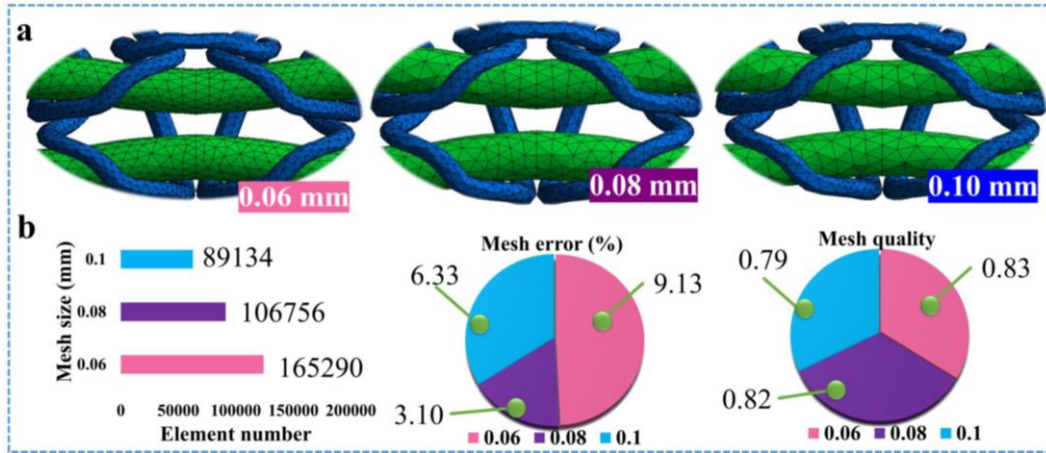 a
0.06 mm
0.08 mm
0.10 mm
b
Mesh size (mm)
0.1
89134
0.08
106756
0.06
165290
0 50000 100000 150000 200000
Element number
Mesh error (%)
6.33
9.13
3.10
0.06 0.08 0.1
Mesh quality
0.79
0.83
0.82
0.06 0.08 0.1